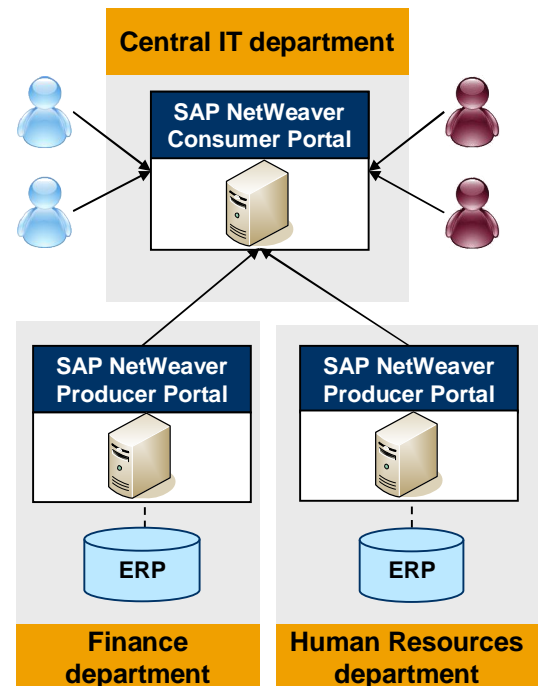 Central IT department
SAP NetWeaver
Consumer Portal
SAP NetWeaver
Producer Portal
ERP
Finance
department
SAP NetWeaver
Producer Portal
ERP
Human Resources
department